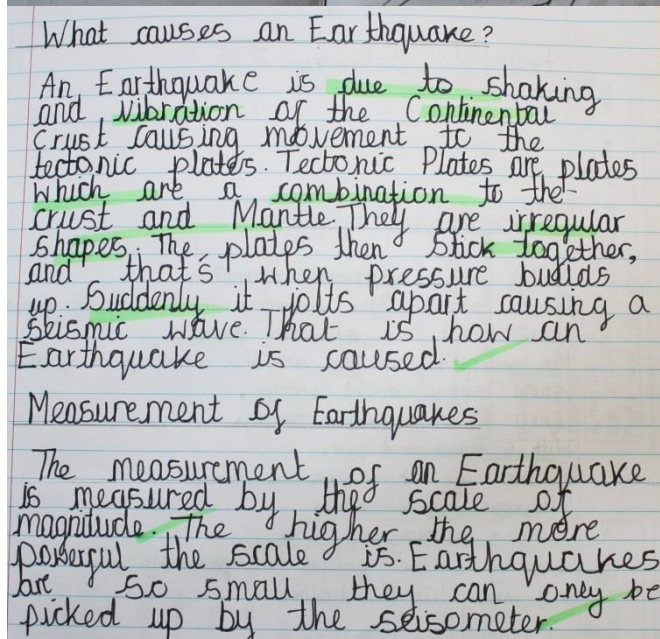 What causes an Earthquake?
An Earthquake is due to shaking
and vibration of the Continental
crust causing movement to the
tectonic plates. Tectonic Plates are plates
which are a combination to the
crust and Mantle. They are irregular
shapes. The plates then stick together,
and that's when pressure builds
up. Suddenly it jolts apart causing a
seismic wave. That is how an
Earthquake is caused.
Measurement of Earthquakes
The measurement of an Earthquake
is measured by the scale of
magnitude. The higher the more
powerful the scale is. Earthquakes
are so small they can only be
picked up by the seisometer.